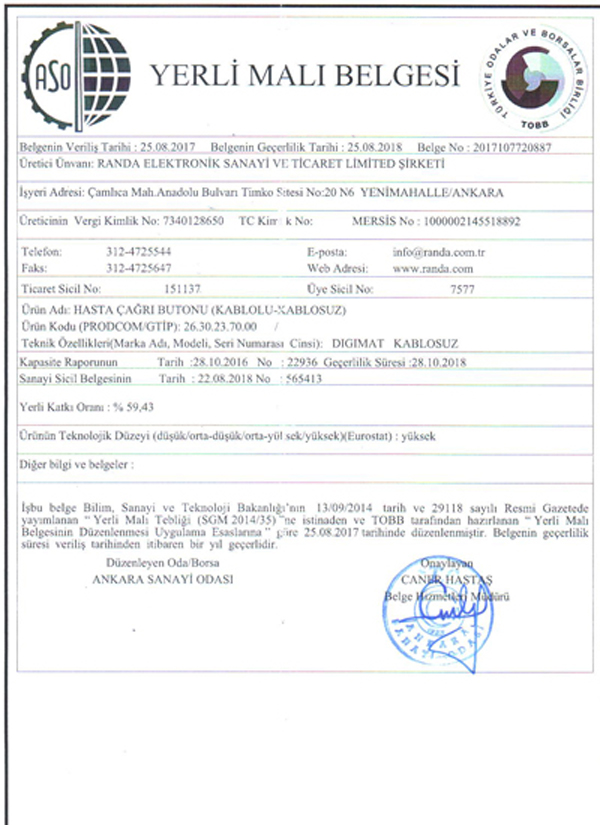 ASO
YERLİ MALI BELGESİ
TÜRKİYE ODALAR VE BORSALAR BİRLİĞİ
TOBB
Belgenin Veriliş Tarihi : 25.08.2017 Belgenin Geçerlilik Tarihi : 25.08.2018 Belge No : 2017107720887
Üretici Ünvanı: RANDA ELEKTRONİK SANAYİ VE TİCARET LİMİTED ŞİRKETİ
İşyeri Adresi: Çamlıca Mah.Anadolu Bulvarı Timko Sitesi No:20 N6 YENİMAHALLE/ANKARA
Üreticinin Vergi Kimlik No: 7340128650 TC Kim k No: MERSİS No : 1000002145518892
Telefon: 312-4725544 E-posta: info@randa.com.tr
Faks: 312-4725647 Web Adresi: www.randa.com
Ticaret Sicil No: 151137 Üye Sicil No: 7577
Ürün Adı: HASTA ÇAĞRI BUTONU (KABLOLU-KABLOSUZ)
Ürün Kodu (PRODCOM/GTİP): 26.30.23.70.00 /
Teknik Özellikleri(Marka Adı, Modeli, Seri Numarası Cinsi): DIGIMAT KABLOSUZ
Kapasite Raporunun Tarih :28.10.2016 No : 22936 Geçerlilik Süresi :28.10.2018
Sanayi Sicil Belgesinin Tarih : 22.08.2018 No : 565413
Yerli Katkı Oranı : % 59,43
Ürünün Teknolojik Düzeyi (düşük/orta-düşük/orta-yük sek/yüksek)(Eurostat) : yüksek
Diğer bilgi ve belgeler :
İşbu belge Bilim, Sanayi ve Teknoloji Bakanlığı'nın 13/09/2014 tarih ve 29118 sayılı Resmi Gazetede
yayımlanan " Yerli Malı Tebliği (SGM 2014/35) "ne istinaden ve TOBB tarafından hazırlanan " Yerli Malı
Belgesinin Düzenlenmesi Uygulama Esaslarına " göre 25.08.2017 tarihinde düzenlenmiştir. Belgenin geçerlilik
süresi veriliş tarihinden itibaren bir yıl geçerlidir.
Düzenleyen Oda/Borsa
ANKARA SANAYİ ODASI
Onaylayan
CANER HASTAŞ
Belge Hizmetleri Müdürü
ANKARA
SANAYİ ODASI